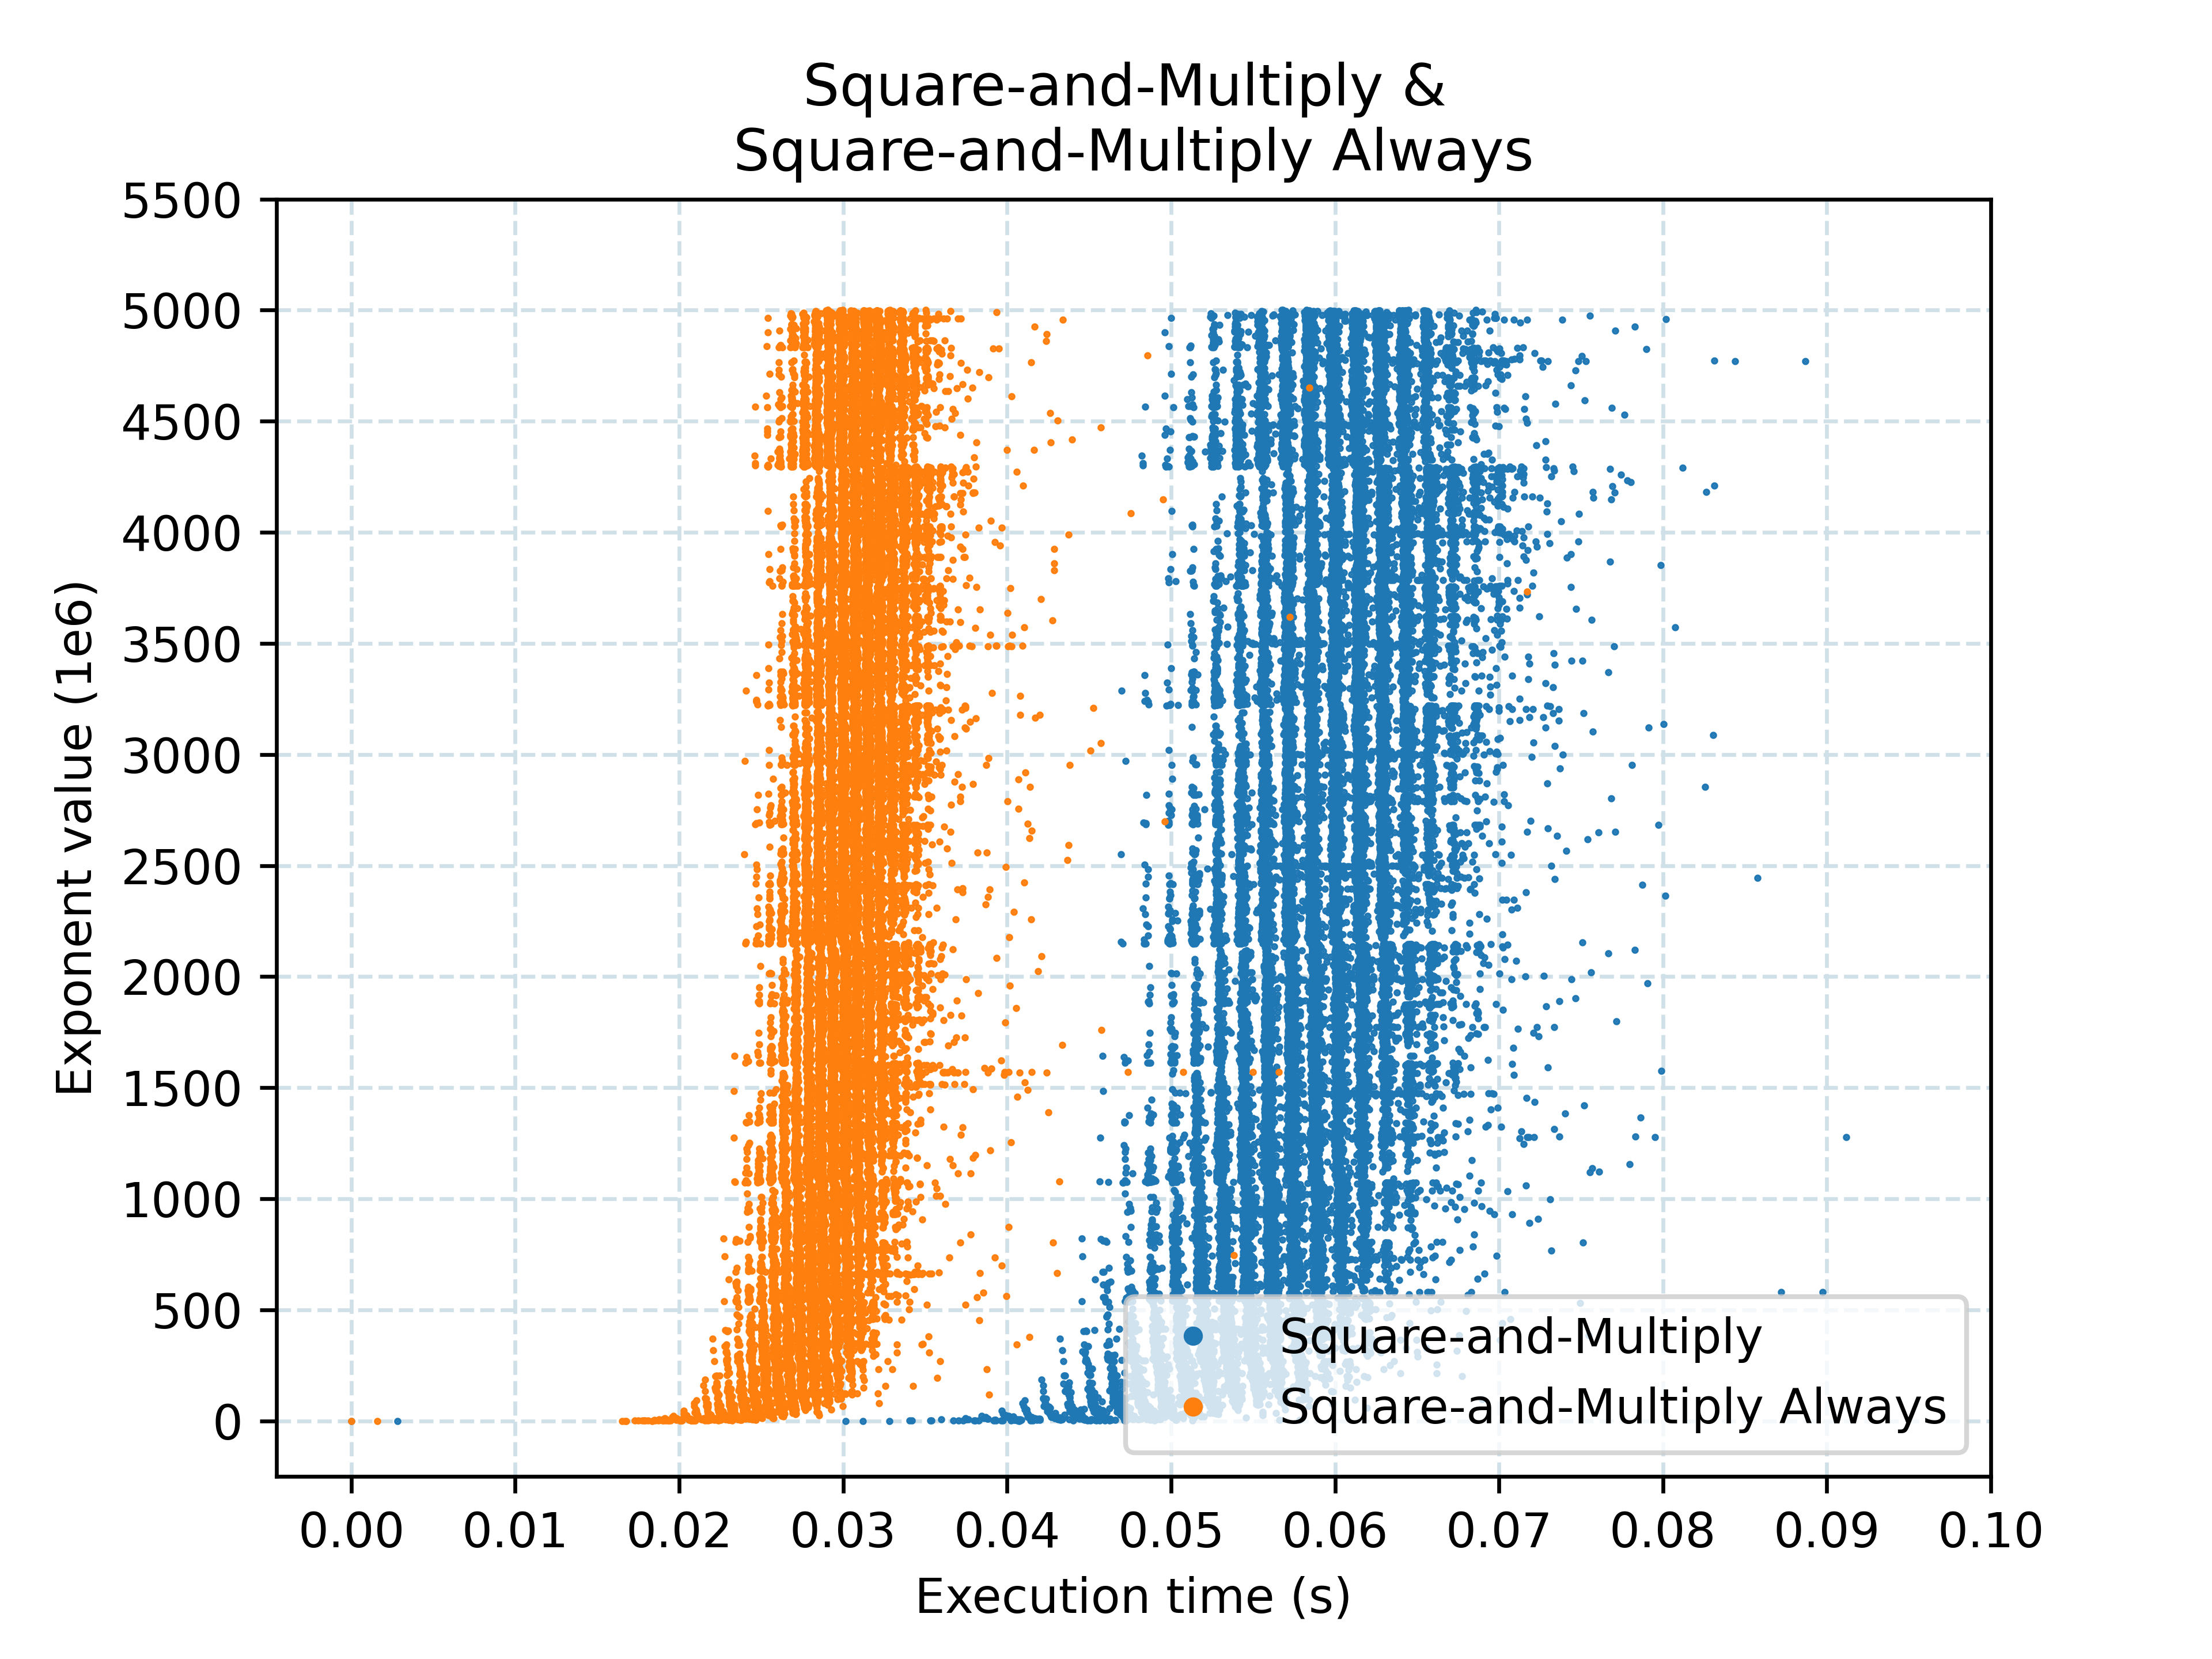 Square-and-Multiply &
Square-and-Multiply Always
5500
5000
4500
4000
3500
3000
2500
2000
1500
1000
500
0
Exponent value (1e6)
Square-and-Multiply
Square-and-Multiply Always
0.00 0.01 0.02 0.03 0.04 0.05 0.06 0.07 0.08 0.09 0.10
Execution time (s)